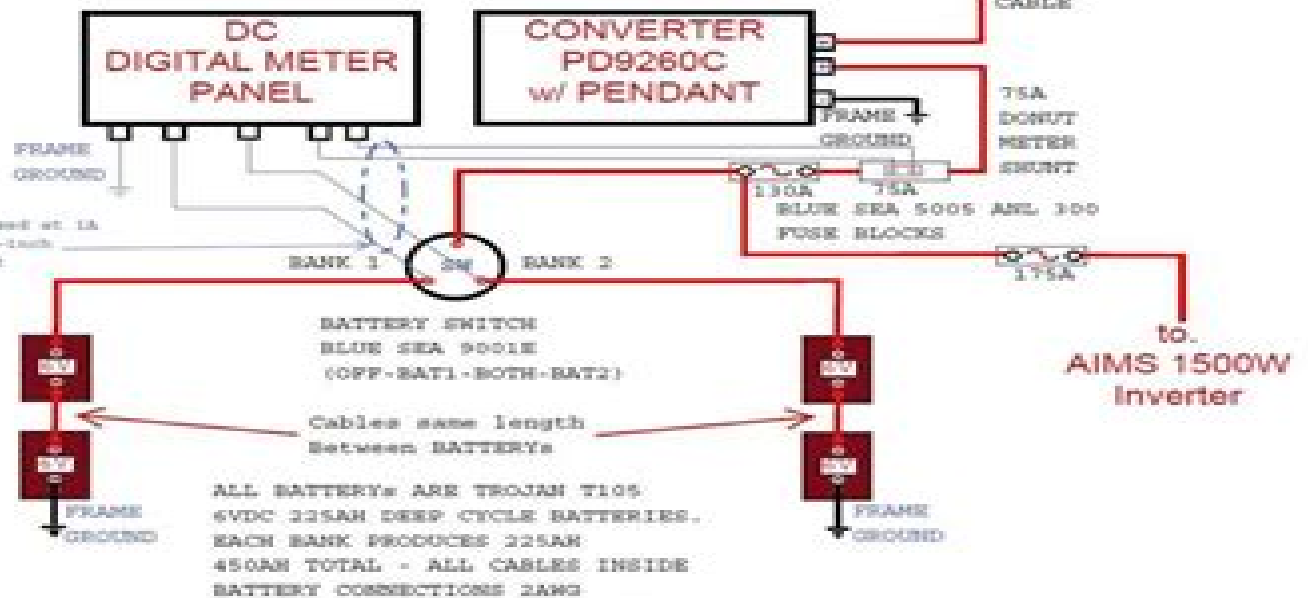 CABLE
DC
DIGITAL METER
PANEL
CONVERTER
PD9260C
w/ PENDANT
FRAME
GROUND
75A
DONUT
METER
SHUNT
FRAME
GROUND
130A
75A
BLUE SEA 5005 ANL 300
FUSE BLOCKS
at 1A
BANK 1
SW
BANK 2
175A
BATTERY SWITCH
BLUE SEA 9001E
(OFF-BAT1-BOTH-BAT2)
to.
AIMS 1500W
Inverter
6V
6V
Cables same length
Between BATTERYs
6V
6V
ALL BATTERYs ARE TROJAN T105
6VDC 225AH DEEP CYCLE BATTERIES.
EACH BANK PRODUCES 225AH
450AH TOTAL - ALL CABLES INSIDE
BATTERY CONNECTIONS 2AWG
FRAME
GROUND
FRAME
GROUND